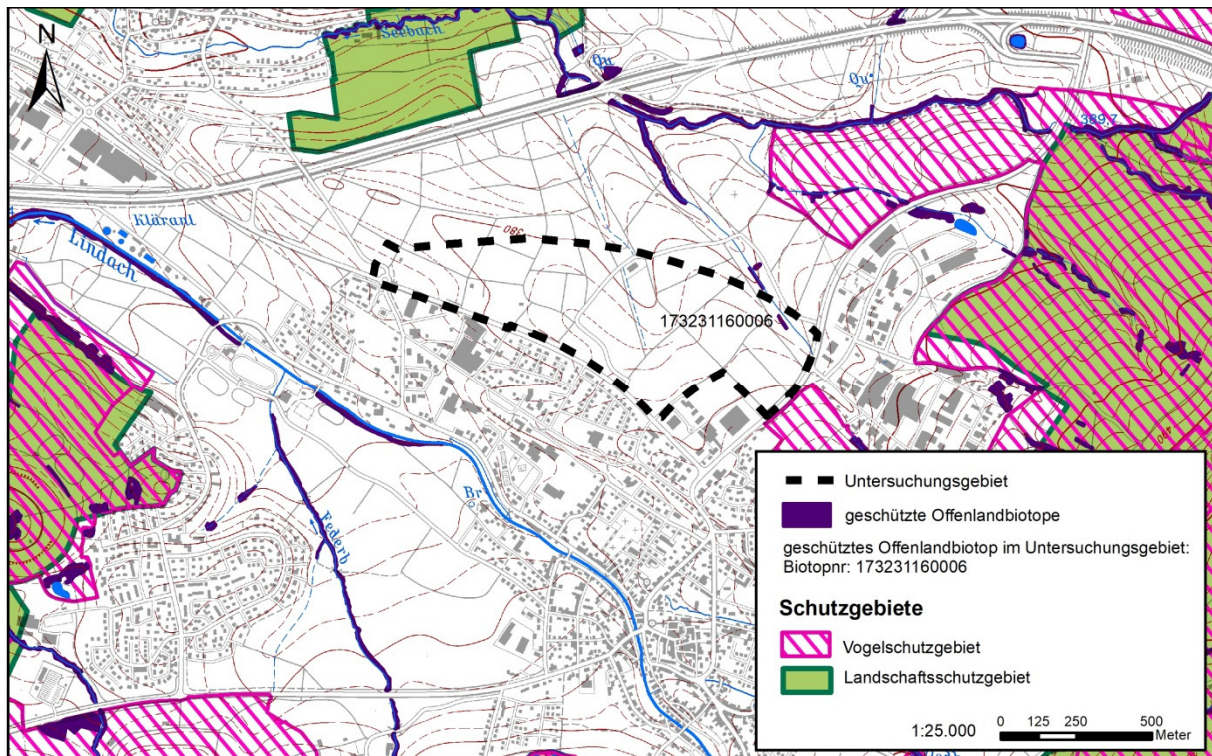 N
Seebach
Qu
Qu
389,7
Kläranl
Lindach
380
173231160006
Br
Federb
470
Untersuchungsgebiet
geschützte Offenlandbiotope
geschütztes Offenlandbiotop im Untersuchungsgebiet:
Biotopnr: 173231160006
Schutzgebiete
Vogelschutzgebiet
Landschaftsschutzgebiet
1:25.000
0 125 250 500
Meter